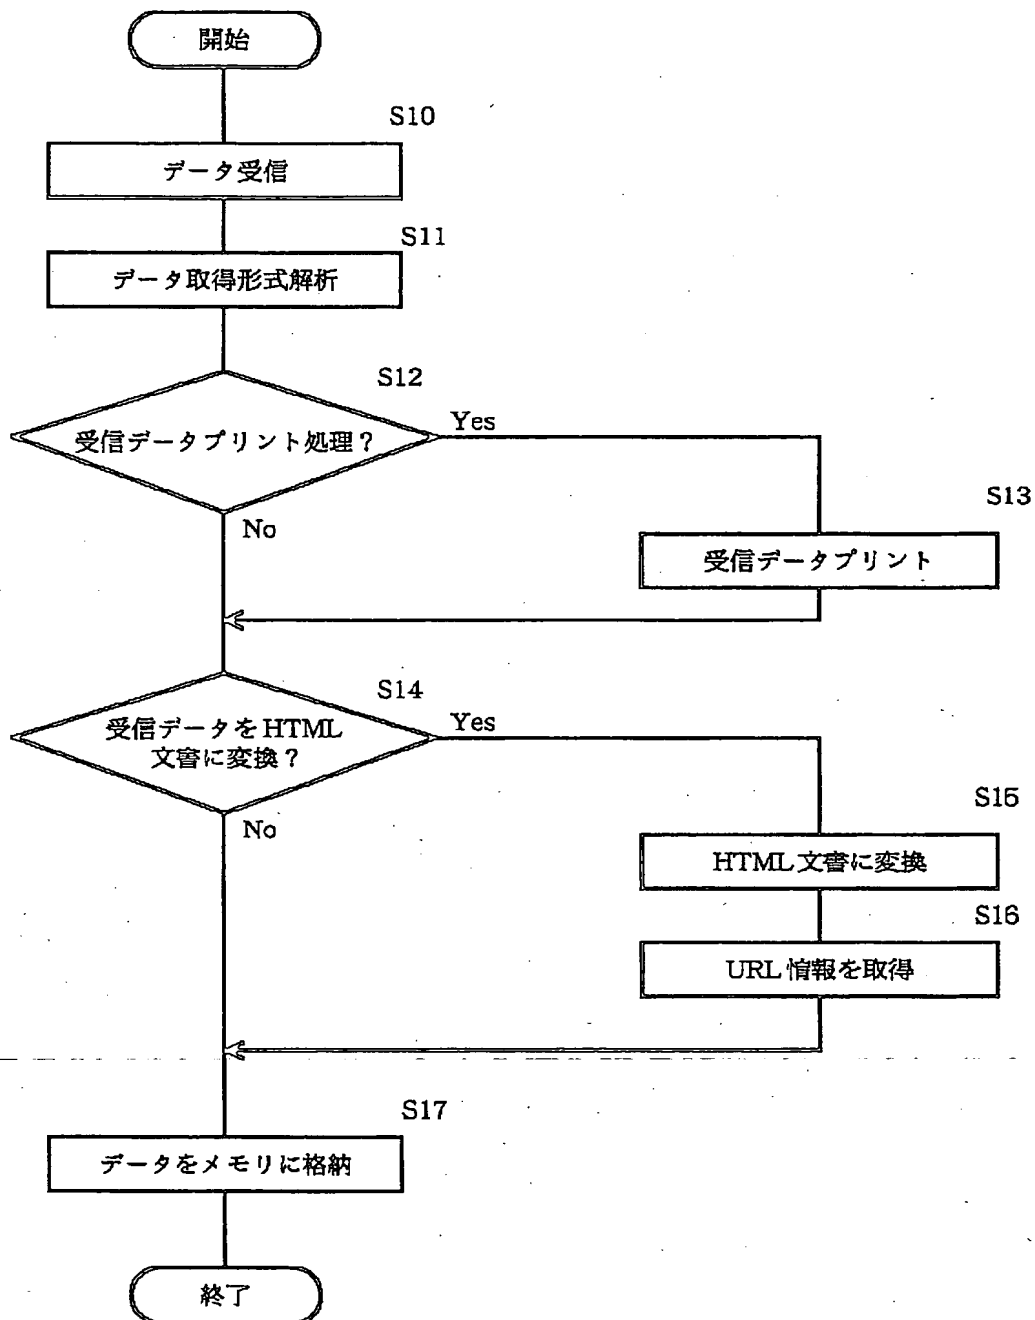 開始
S10
データ受信
S11
データ取得形式解析
S12
受信データプリント処理?
Yes
No
S13
受信データプリント
S14
受信データをHTML
文書に変換?
Yes
No
S15
HTML文書に変換
S16
URL情報を取得
S17
データをメモリに格納
終了